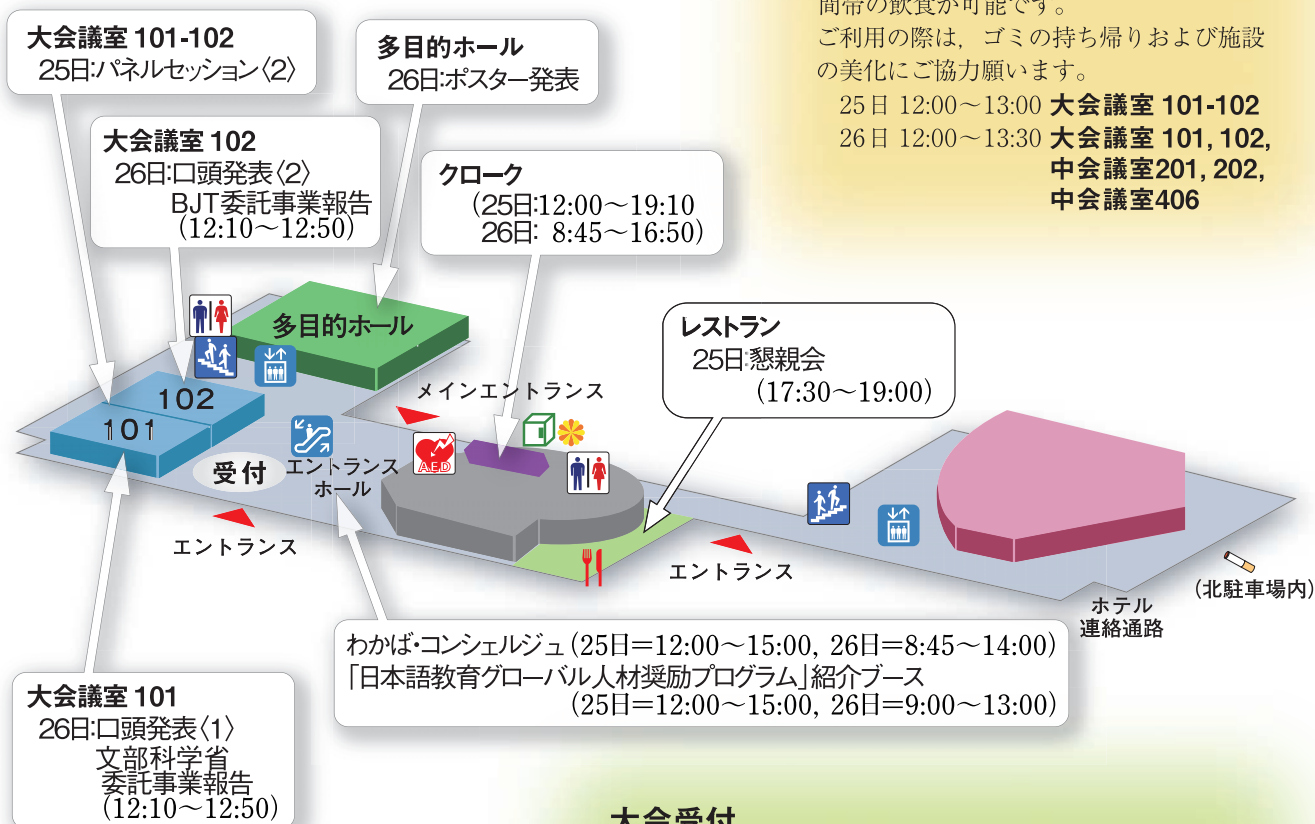 間帯の飲食が可能です。
ご利用の際は，ゴミの持ち帰りおよび施設
の美化にご協力願います。
25日 12:00～13:00 大会議室 101-102
26日 12:00～13:30 大会議室 101, 102,
中会議室201, 202,
中会議室406
大会議室 101-102
25日:パネルセッション〈2〉
多目的ホール
26日:ポスター発表
大会議室 102
26日:口頭発表〈2〉
BJT委託事業報告
(12:10～12:50)
クローク
(25日:12:00～19:10
26日: 8:45～16:50)
レストラン
25日:懇親会
(17:30～19:00)
多目的ホール
メインエントランス
102
101
受付
エントランス
ホール
AED
エントランス
エントランス
ホテル
連絡通路
(北駐車場内)
わかば・コンシェルジュ (25日=12:00～15:00, 26日=8:45～14:00)
「日本語教育グローバル人材奨励プログラム」紹介ブース
(25日=12:00～15:00, 26日=9:00～13:00)
大会議室 101
26日:口頭発表〈1〉
文部科学省
委託事業報告
(12:10～12:50)
大会受付